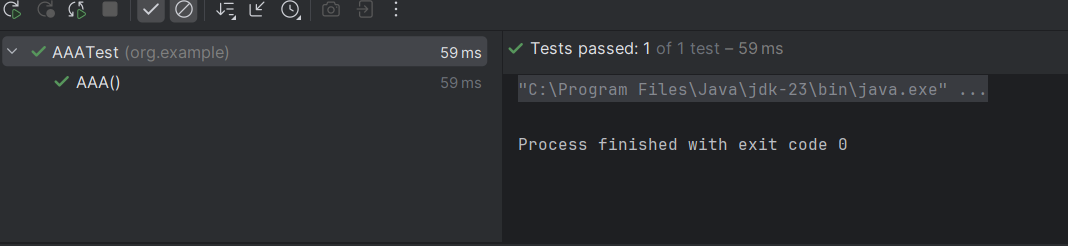 AAATest (org.example) 59 ms
AAA() 59 ms
Tests passed: 1 of 1 test – 59 ms
"C:\Program Files\Java\jdk-23\bin\java.exe" ...
Process finished with exit code 0